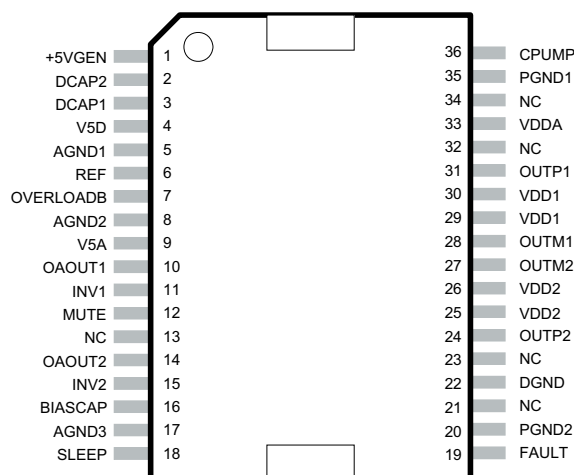 +5VGEN 1 36 CPUMP
DCAP2 2 35 PGND1
DCAP1 3 34 NC
V5D 4 33 VDDA
AGND1 5 32 NC
REF 6 31 OUTP1
OVERLOADB 7 30 VDD1
AGND2 8 29 VDD1
V5A 9 28 OUTM1
OAOUT1 10 27 OUTM2
INV1 11 26 VDD2
MUTE 12 25 VDD2
NC 13 24 OUTP2
OAOUT2 14 23 NC
INV2 15 22 DGND
BIASCAP 16 21 NC
AGND3 17 20 PGND2
SLEEP 18 19 FAULT